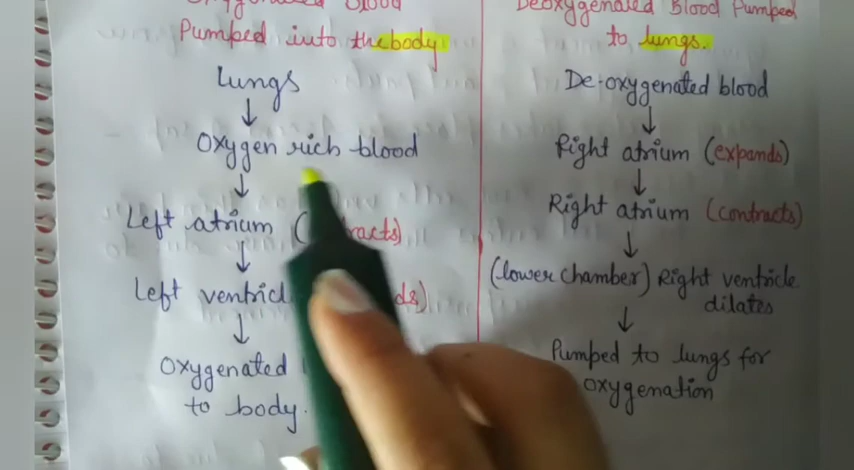 Blood
Pumped into the body.
Lungs
↓
Oxygen rich blood
↓
Left atrium
↓
Left
↓
Oxygenated
to body.
Deoxygenated Blood Pumped
to lungs.
De-oxygenated blood
↓
Right atrium (expands)
↓
Right atrium (contracts)
↓
(lower chamber) Right ventricle
dilates
↓
Pumped to lungs for
oxygenation